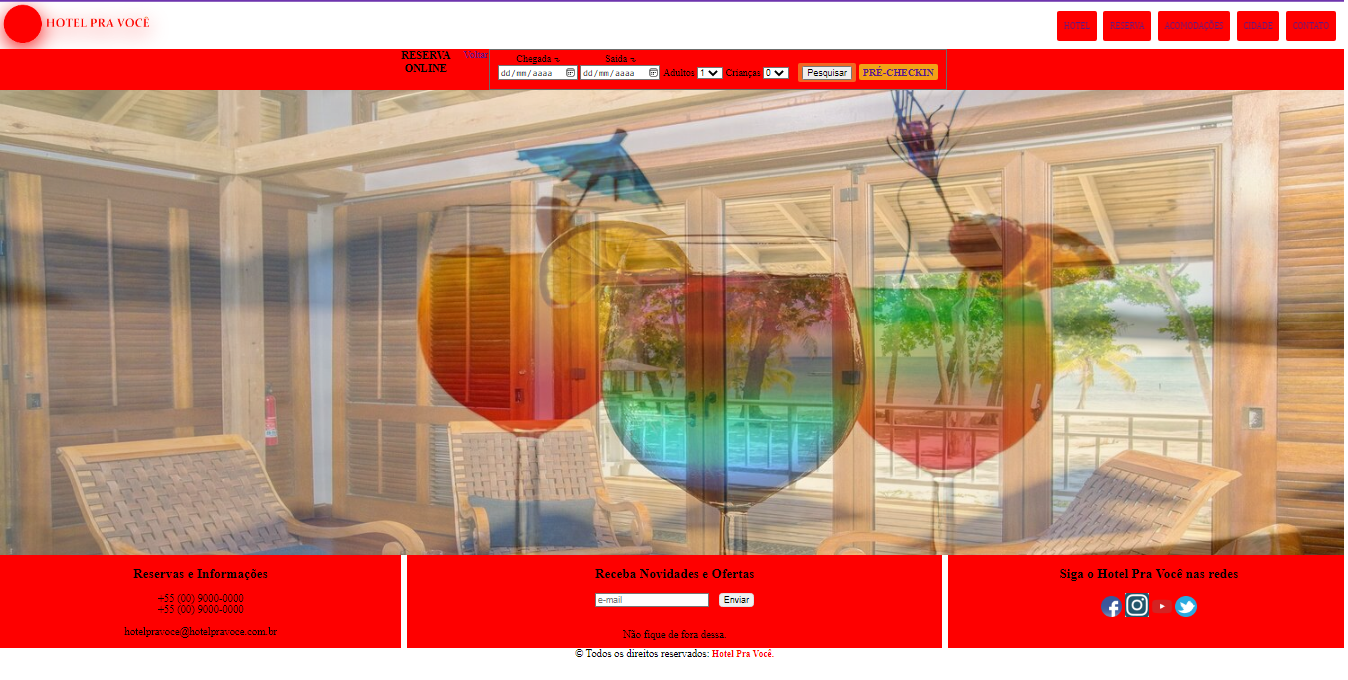 HOTEL PRA VOCÊ
HOTEL RESERVA ACOMODAÇÕES CIDADE CONTATO
RESERVA
ONLINE
Voltar
Chegada Saída
dd/mm/aaaa dd/mm/aaaa Adultos 1 Crianças 0 Pesquisar PRÉ-CHECKIN
Reservas e Informações
+55 (00) 9000-0000
+55 (00) 9000-0000
hotelpravoce@hotelpravoce.com.br
Receba Novidades e Ofertas
e-mail Enviar
Não fique de fora dessa.
Siga o Hotel Pra Você nas redes
© Todos os direitos reservados: Hotel Pra Você.